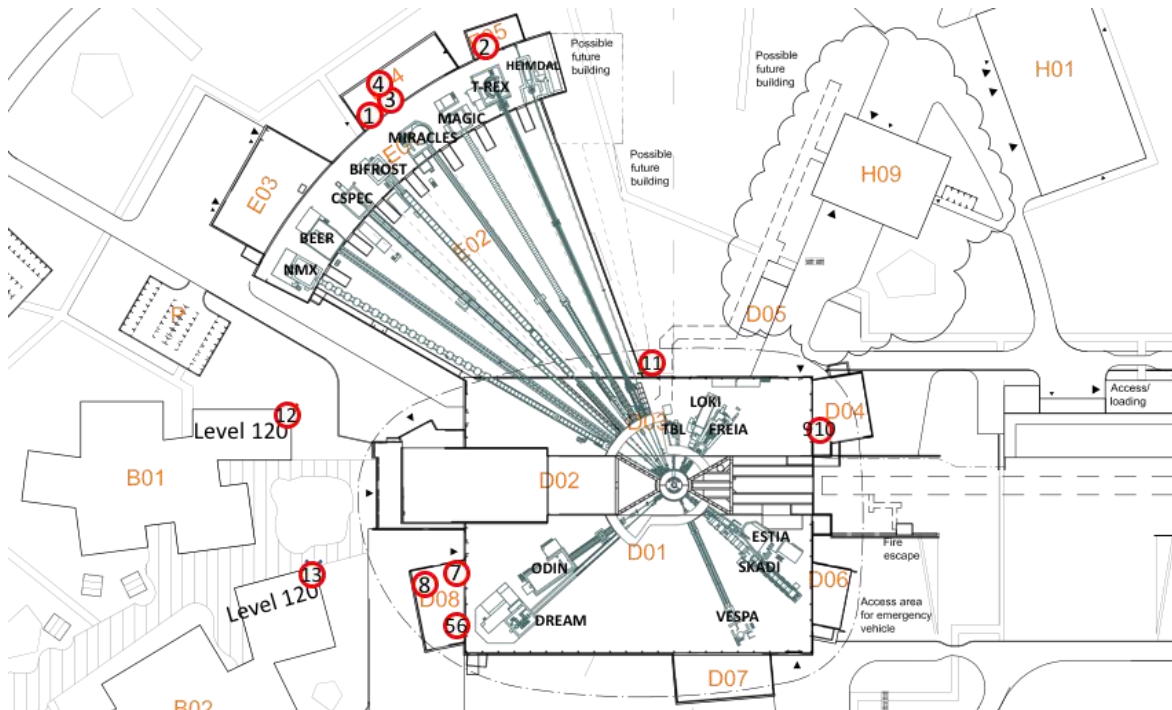 Possible
future
building
Possible
future
building
Possible
future
building
H01
H09
2
HEIMDAL
T-REX
4
3
1
MAGIC
MIRACLES
BIFROST
CSPEC
E03
BEER
NMX
E02
P
D05
11
Access/
loading
LOKI
D04
D03
TBL
FREIA
910
12
Level 120
B01
D02
ESTIA
Fire
escape
D01
ODIN
SKADI
7
8
D08
D06
13
Level 120
56
DREAM
VESPA
Access area
for emergency
vehicle
D07
B02